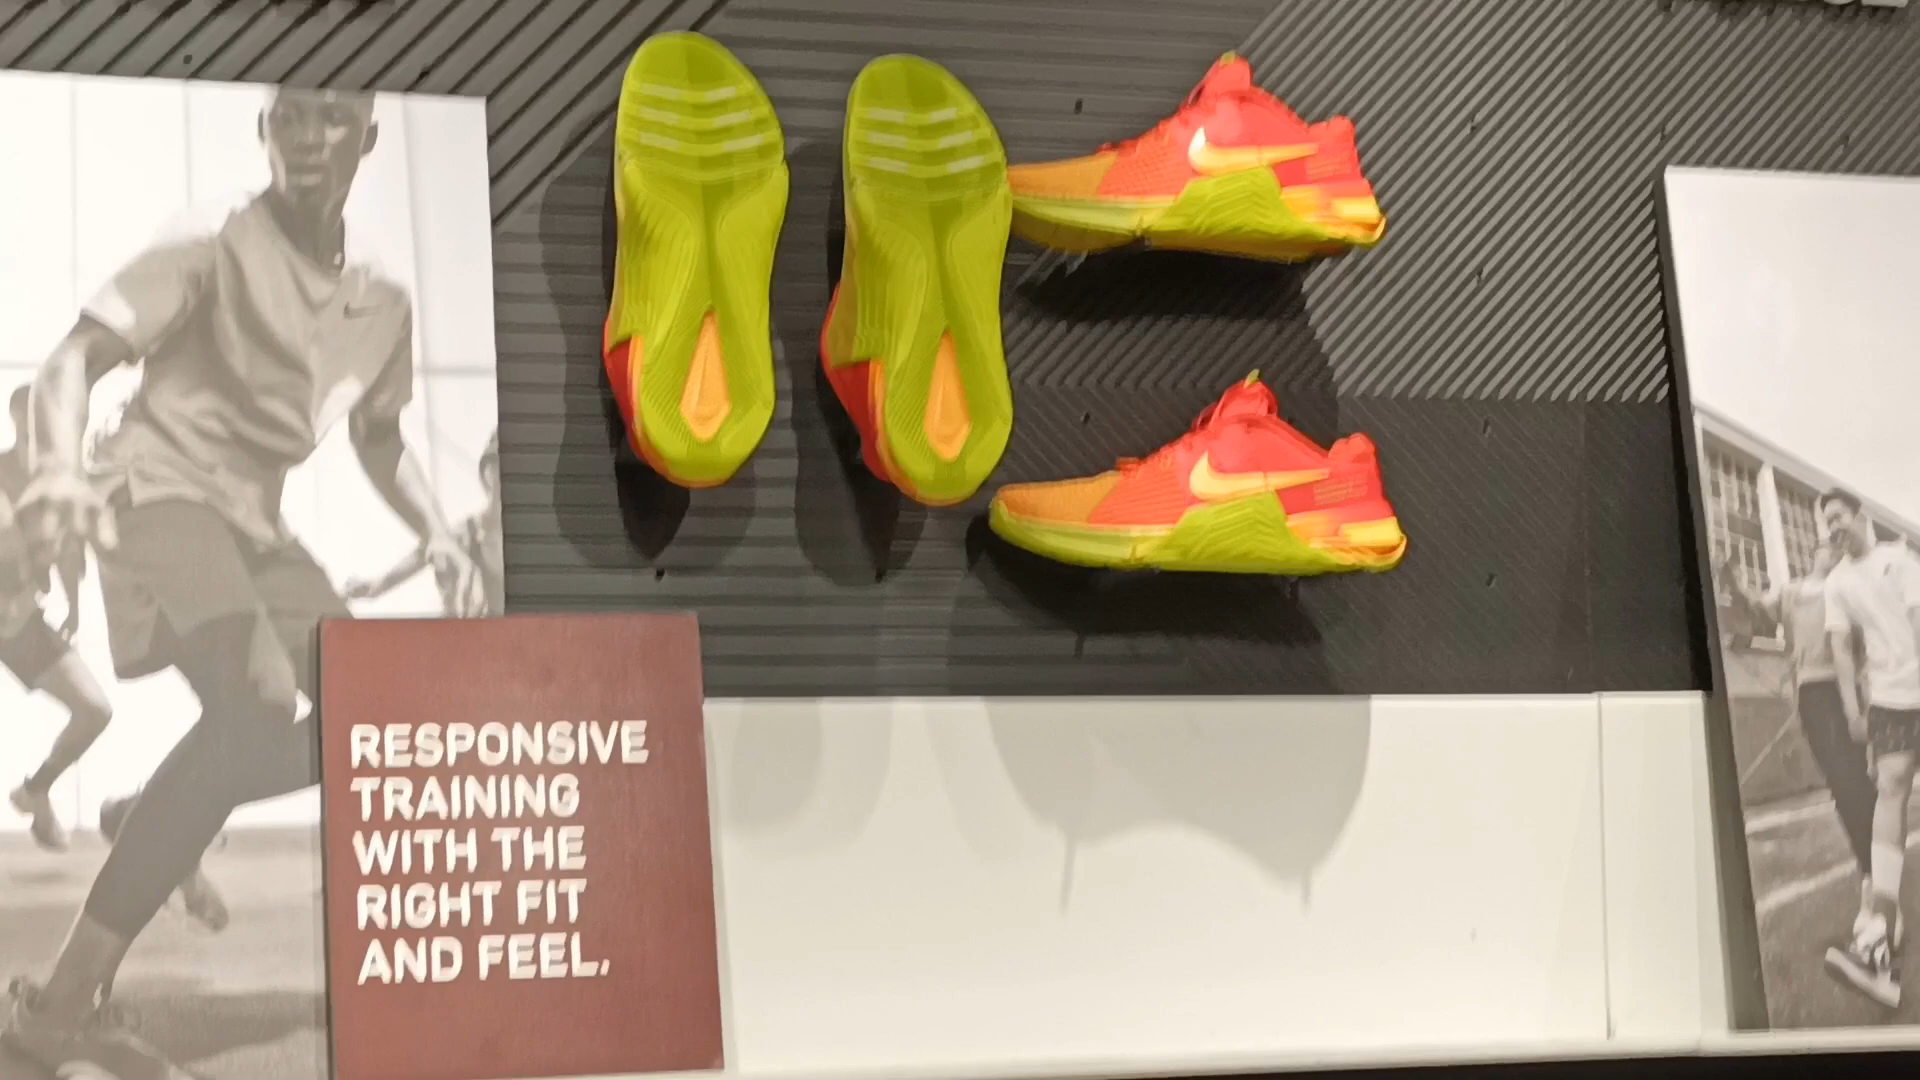 RESPONSIVE
TRAINING
WITH THE
RIGHT FIT
AND FEEL.